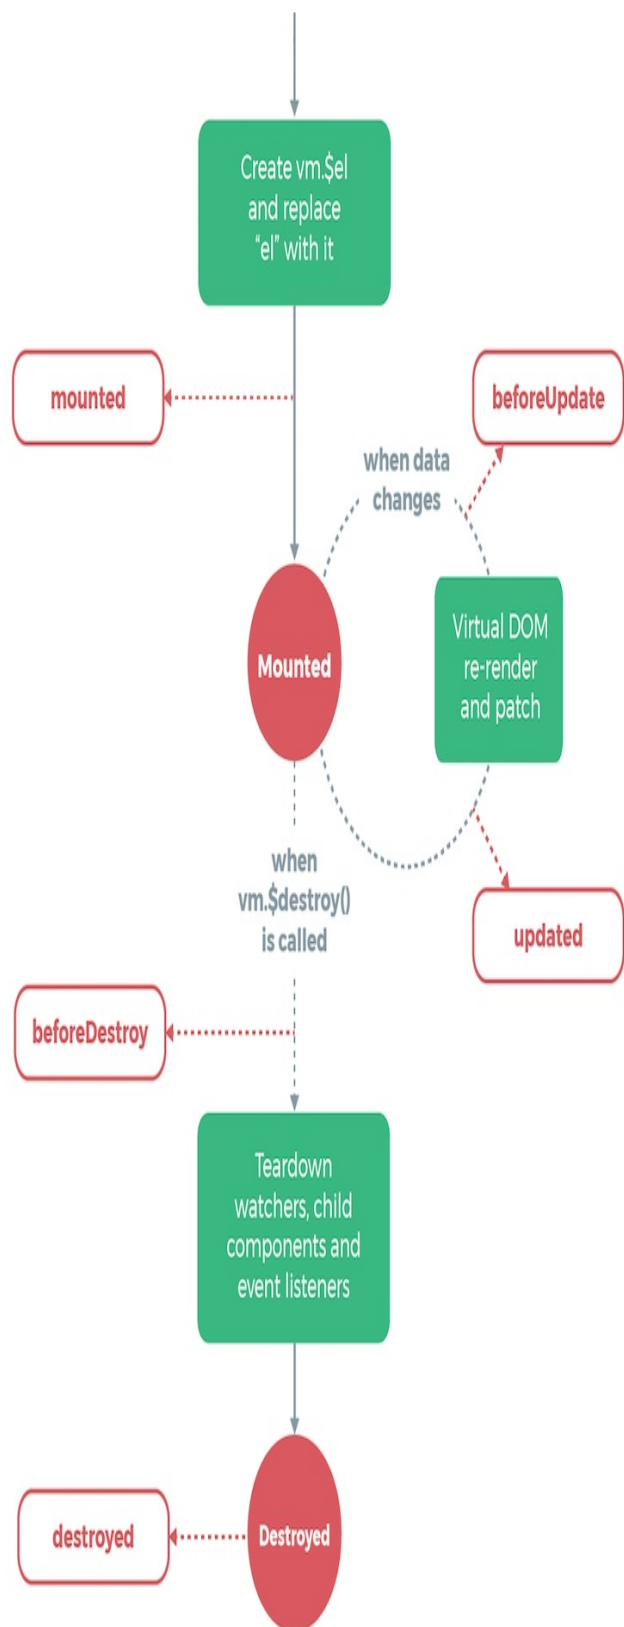 Create vm.$el
and replace
“el” with it
mounted
beforeUpdate
when data
changes
Mounted
Virtual DOM
re-render
and patch
when
vm.$destroy()
is called
updated
beforeDestroy
Teardown
watchers, child
components and
event listeners
destroyed
Destroyed